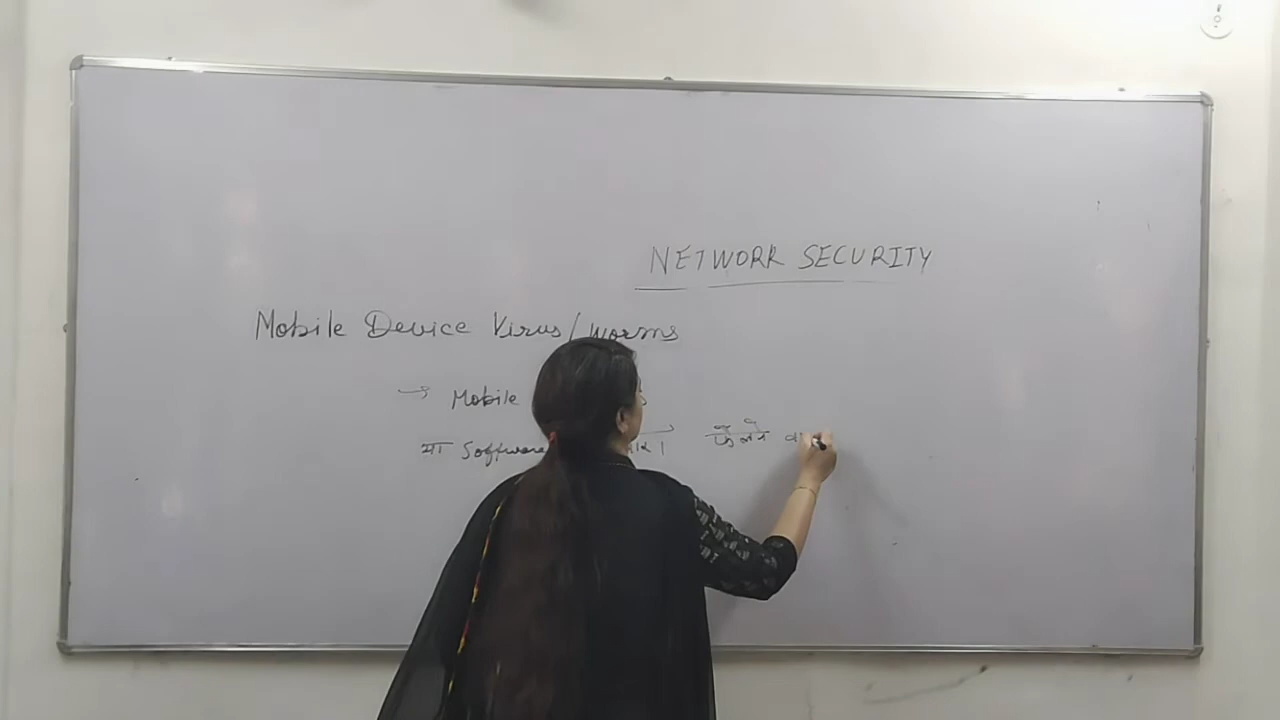 NETWORK SECURITY
Mobile Device Virus/Worms
→ Mobile
या Software